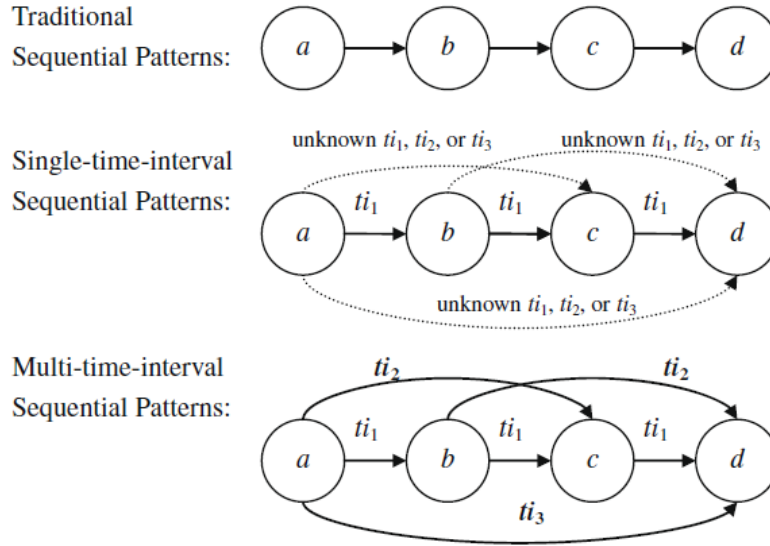 Traditional
Sequential Patterns:
a b c d
unknown ti₁, ti₂, or ti₃ unknown ti₁, ti₂, or ti₃
Single-time-interval
Sequential Patterns:
ti₁ ti₁ ti₁
a b c d
unknown ti₁, ti₂, or ti₃
Multi-time-interval
Sequential Patterns:
ti₂ ti₂
ti₁ ti₁ ti₁
a b c d
ti₃